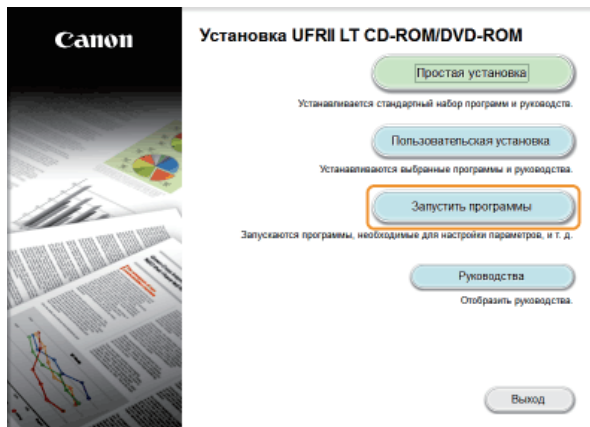 Canon
Установка UFRII LT CD-ROM/DVD-ROM
Простая установка
Устанавливается стандартный набор программ и руководств.
Пользовательская установка
Устанавливаются выбранные программы и руководства.
Запустить программы
Запускаются программы, необходимые для настройки параметров, и т. д.
Руководства
Отобразить руководства.
Выход